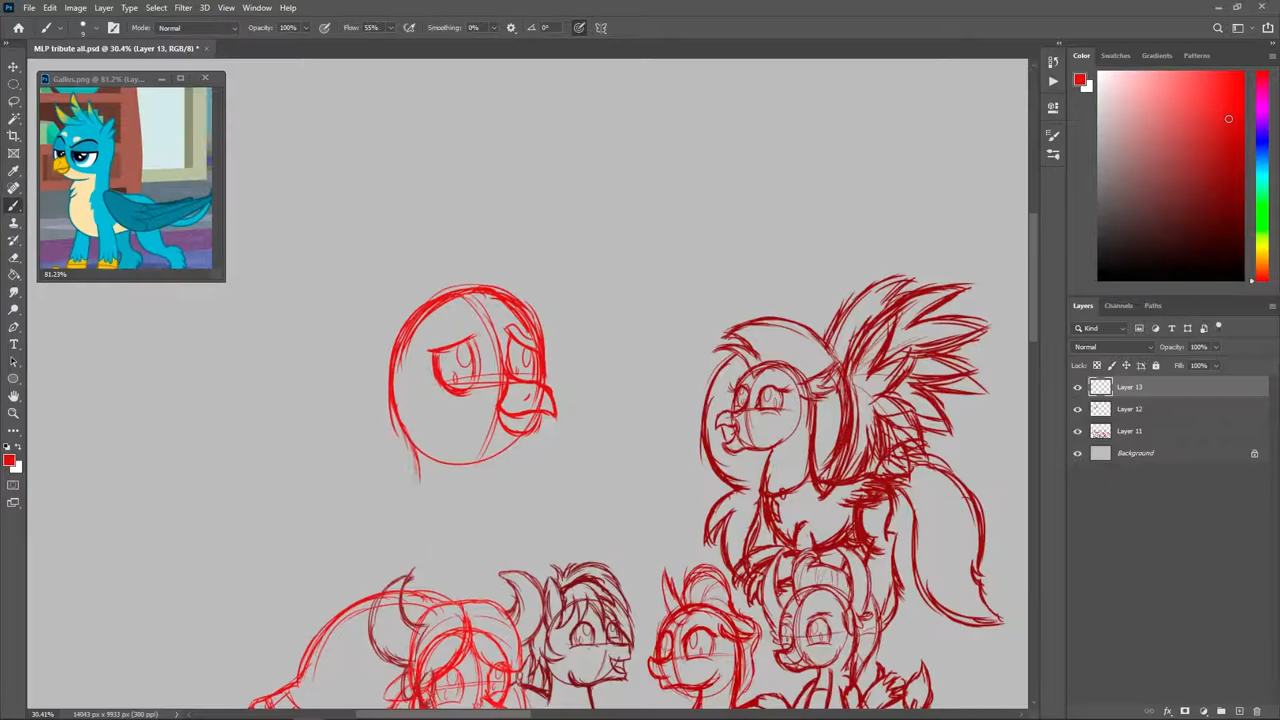 File Edit Image Layer Type Select Filter 3D View Window Help
9 Mode: Normal Opacity: 100% Flow: 55% Smoothing: 0% 0°
MLP tribute all.psd @ 30.4% (Layer 13, RGB/8) * ×
Gallus.png @ 81.2% (Lay...
81.23%
Color Swatches Gradients Patterns
Layers Channels Paths
Kind
Normal Opacity: 100%
Lock: Fill: 100%
Layer 13
Layer 12
Layer 11
Background
30.41% 14043 px x 9933 px (300 ppi)